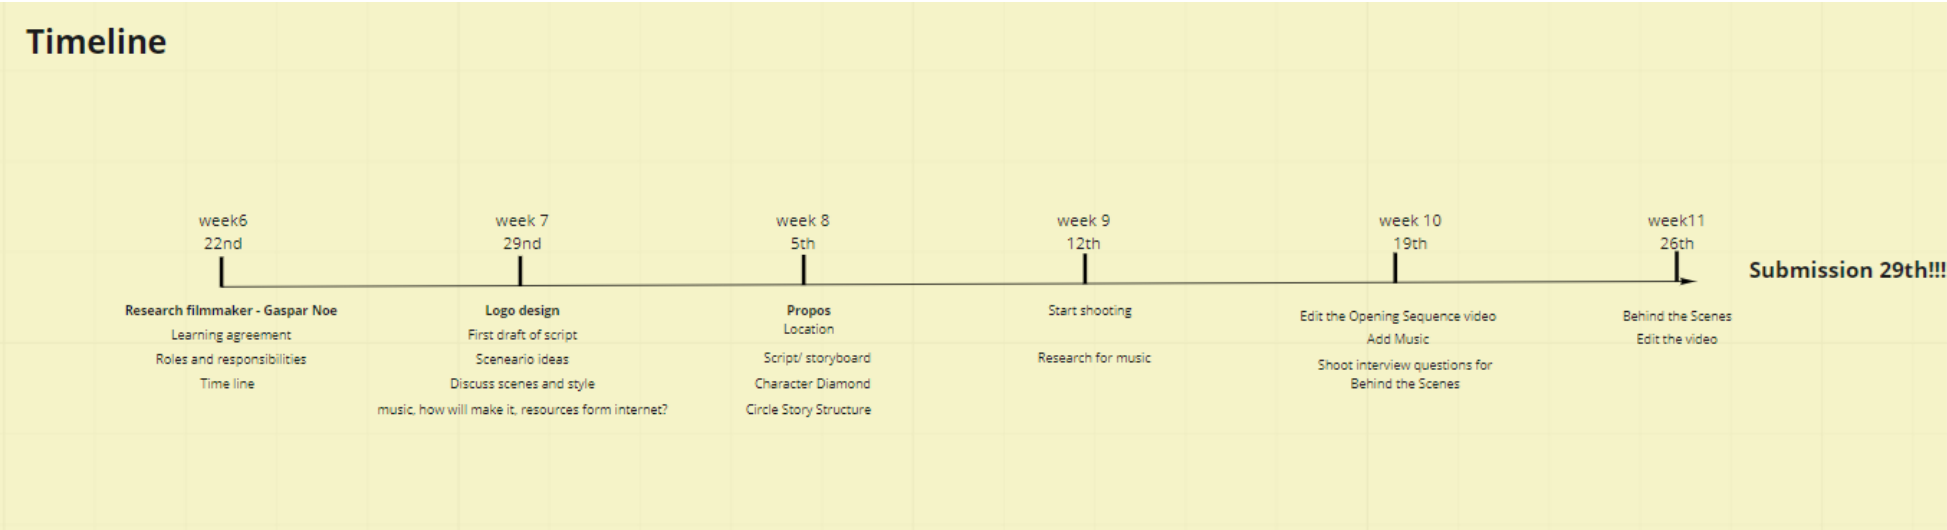 Timeline
week6
22nd
Research filmmaker - Gaspar Noe
Learning agreement
Roles and responsibilities
Time line
week 7
29nd
Logo design
First draft of script
Sceneario ideas
Discuss scenes and style
music, how will make it, resources form internet?
week 8
5th
Propos
Location
Script/ storyboard
Character Diamond
Circle Story Structure
week 9
12th
Start shooting
Research for music
week 10
19th
Edit the Opening Sequence video
Add Music
Shoot interview questions for
Behind the Scenes
week11
26th
Behind the Scenes
Edit the video
Submission 29th!!!